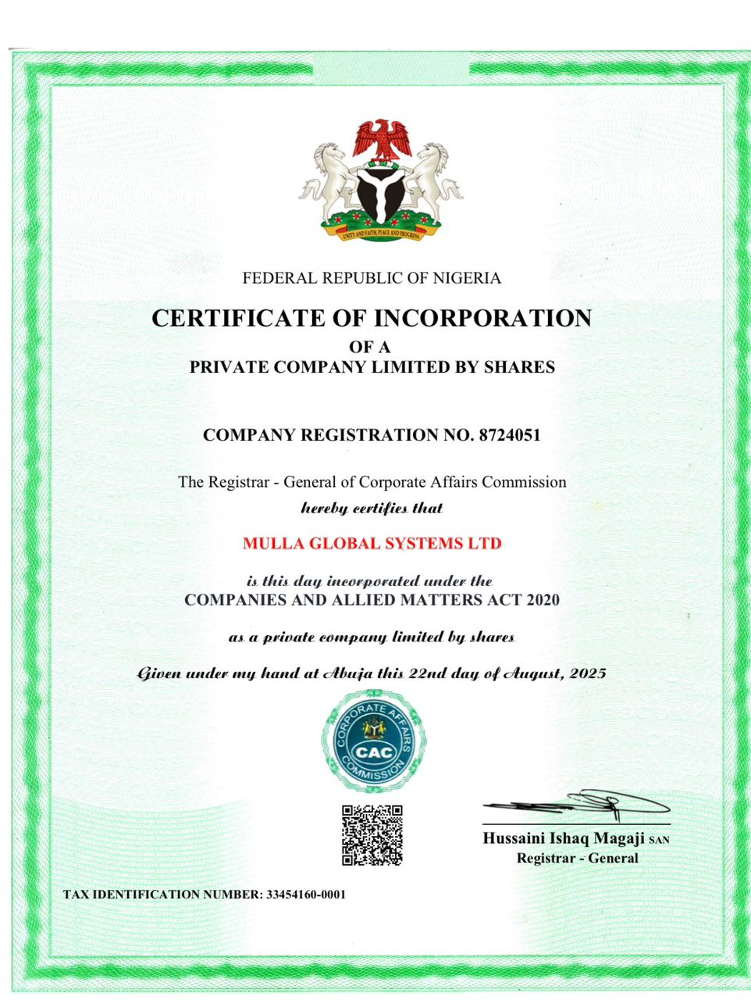 UNITY AND FAITH, PEACE AND PROGRESS
FEDERAL REPUBLIC OF NIGERIA
CERTIFICATE OF INCORPORATION
OF A
PRIVATE COMPANY LIMITED BY SHARES
COMPANY REGISTRATION NO. 8724051
The Registrar - General of Corporate Affairs Commission
hereby certifies that
MULLA GLOBAL SYSTEMS LTD
is this day incorporated under the
COMPANIES AND ALLIED MATTERS ACT 2020
as a private company limited by shares
Given under my hand at Abuja this 22nd day of August, 2025
CORPORATE AFFAIRS
CAC
COMMISSION
Hussaini Ishaq Magaji SAN
Registrar - General
TAX IDENTIFICATION NUMBER: 33454160-0001